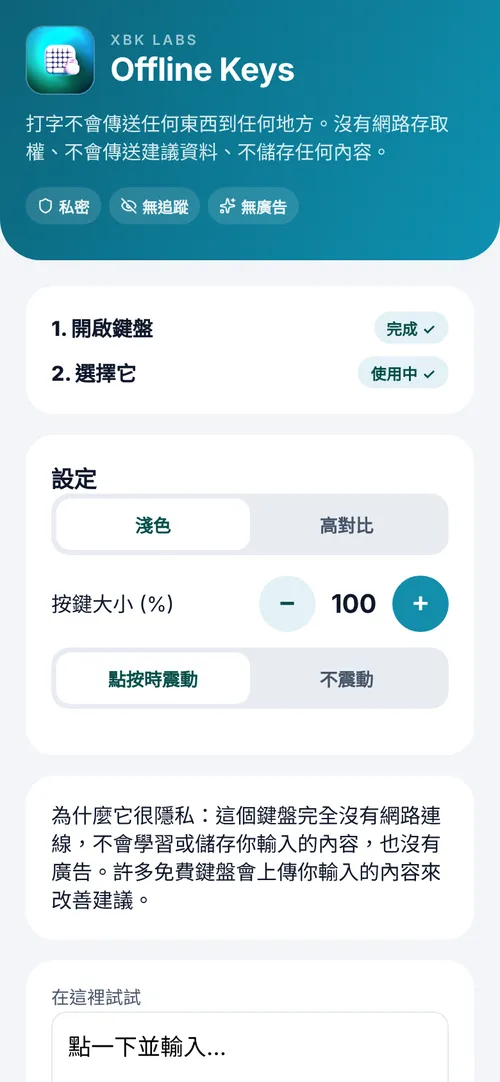 XBK LABS
Offline Keys
打字不會傳送任何東西到任何地方。沒有網路存取
權、不會傳送建議資料、不儲存任何內容。
私密 無追蹤 無廣告
1. 開啟鍵盤 完成 ✓
2. 選擇它 使用中 ✓
設定
淺色 高對比
按鍵大小 (%) − 100 +
點按時震動 不震動
為什麼它很隱私：這個鍵盤完全沒有網路連
線，不會學習或儲存你輸入的內容，也沒有
廣告。許多免費鍵盤會上傳你輸入的內容來
改善建議。
在這裡試試
點一下並輸入...